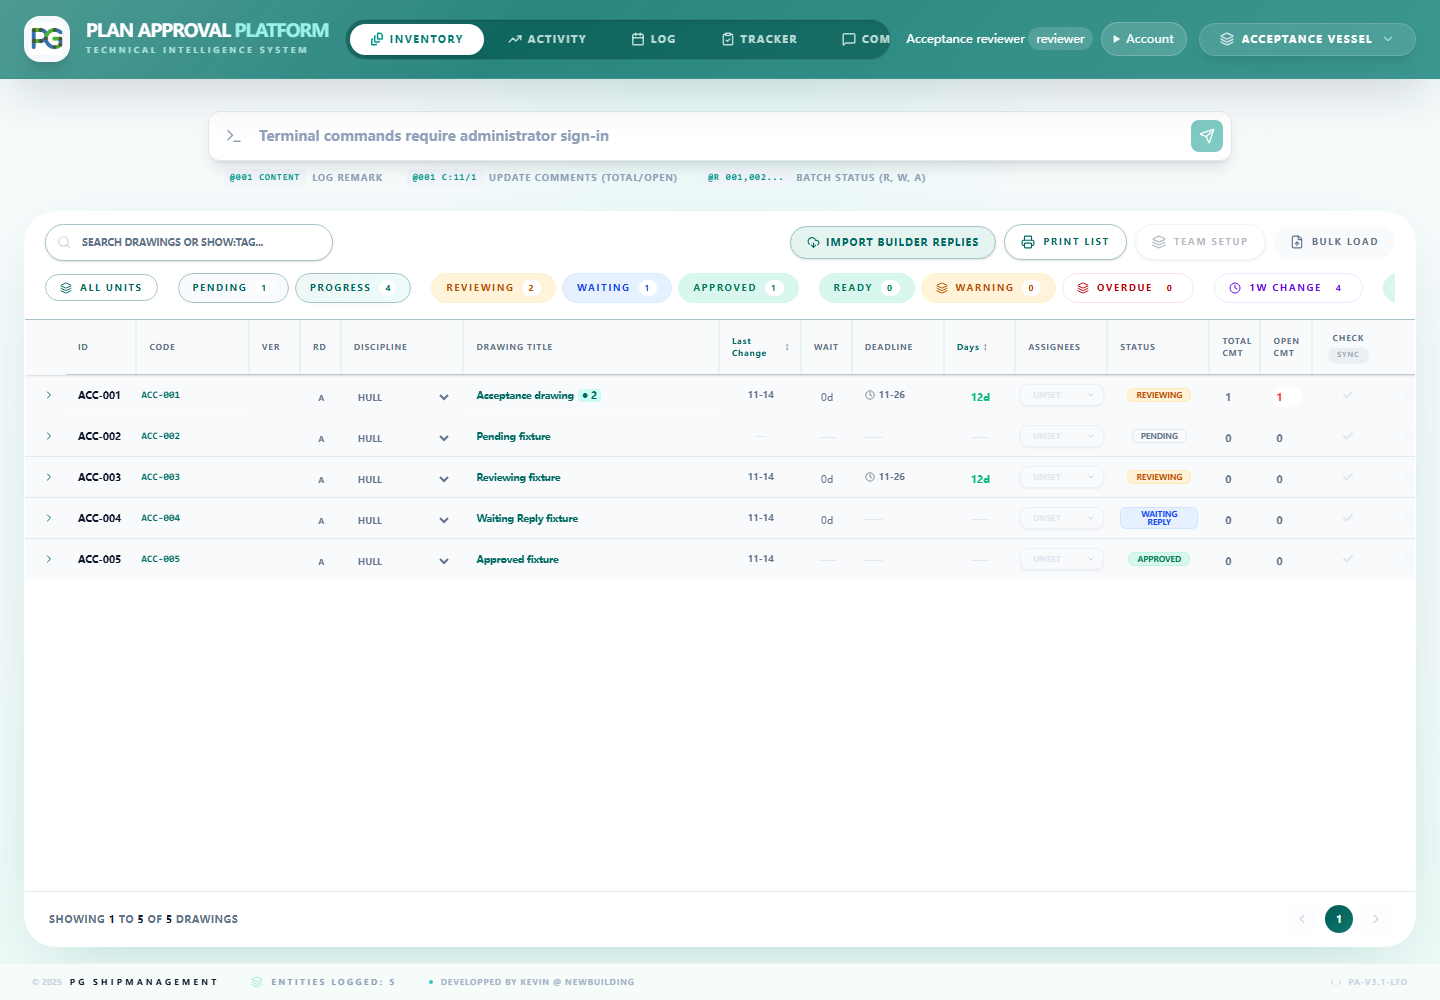 PG PLAN APPROVAL PLATFORM
TECHNICAL INTELLIGENCE SYSTEM
INVENTORY ACTIVITY LOG TRACKER COM
Acceptance reviewer reviewer Account ACCEPTANCE VESSEL
Terminal commands require administrator sign-in
@001 CONTENT LOG REMARK @001 C:11/1 UPDATE COMMENTS (TOTAL/OPEN) @R 001,002... BATCH STATUS (R, W, A)
SEARCH DRAWINGS OR SHOW:TAG... IMPORT BUILDER REPLIES PRINT LIST TEAM SETUP BULK LOAD
ALL UNITS PENDING 1 PROGRESS 4 REVIEWING 2 WAITING 1 APPROVED 1 READY 0 WARNING 0 OVERDUE 0 1W CHANGE 4
ID CODE VER RD DISCIPLINE DRAWING TITLE Last Change ↕ WAIT DEADLINE Days ↕ ASSIGNEES STATUS TOTAL CMT OPEN CMT CHECK SYNC
ACC-001 ACC-001 A HULL Acceptance drawing ● 2 11-14 0d 11-26 12d UNSET REVIEWING 1 1
ACC-002 ACC-002 A HULL Pending fixture — — — — UNSET PENDING 0 0
ACC-003 ACC-003 A HULL Reviewing fixture 11-14 0d 11-26 12d UNSET REVIEWING 0 0
ACC-004 ACC-004 A HULL Waiting Reply fixture 11-14 0d — — UNSET WAITING REPLY 0 0
ACC-005 ACC-005 A HULL Approved fixture 11-14 — — — UNSET APPROVED 0 0
SHOWING 1 TO 5 OF 5 DRAWINGS 1
© 2025 PG SHIPMANAGEMENT ENTITIES LOGGED: 5 DEVELOPPED BY KEVIN @ NEWBUILDING PA-V3.1-LTD